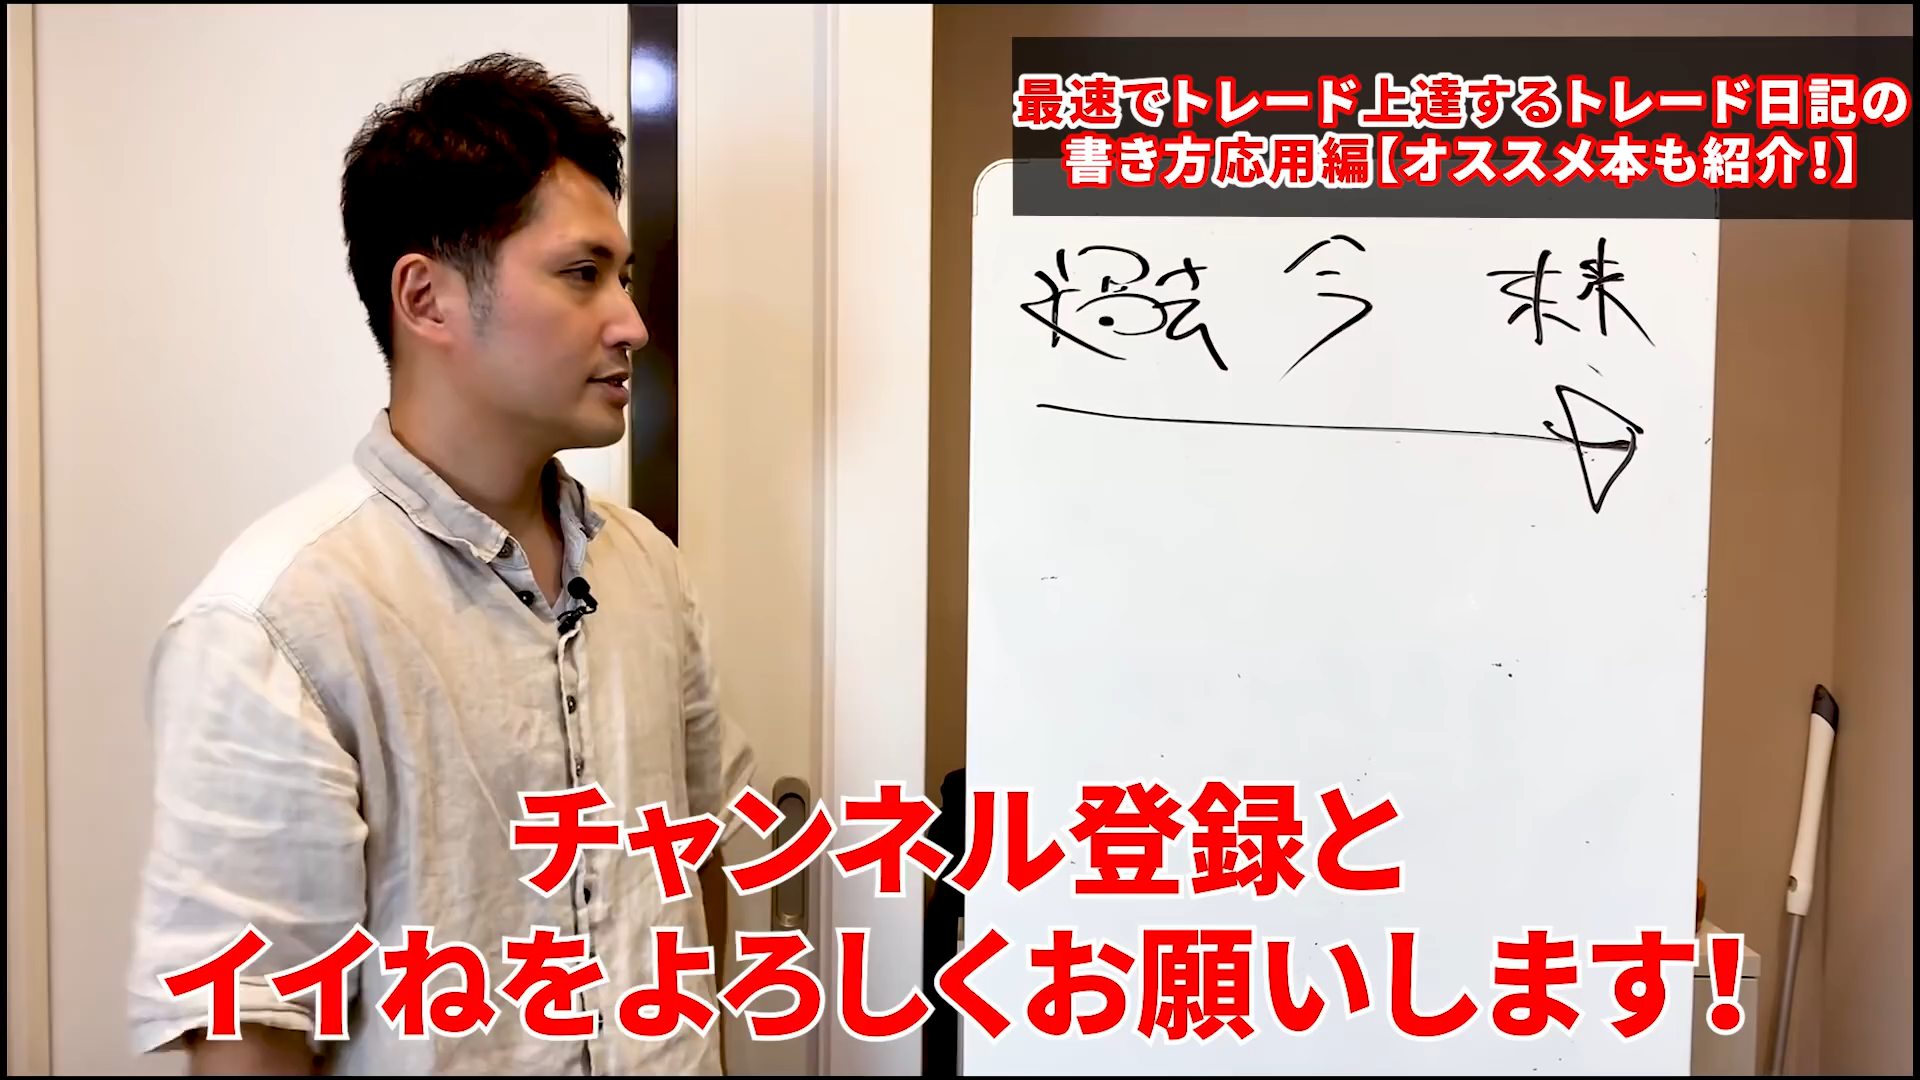 最速でトレード上達するトレード日記の
書き方応用編【オススメ本も紹介！】
過去 今 未来
チャンネル登録と
イイねをよろしくお願いします！